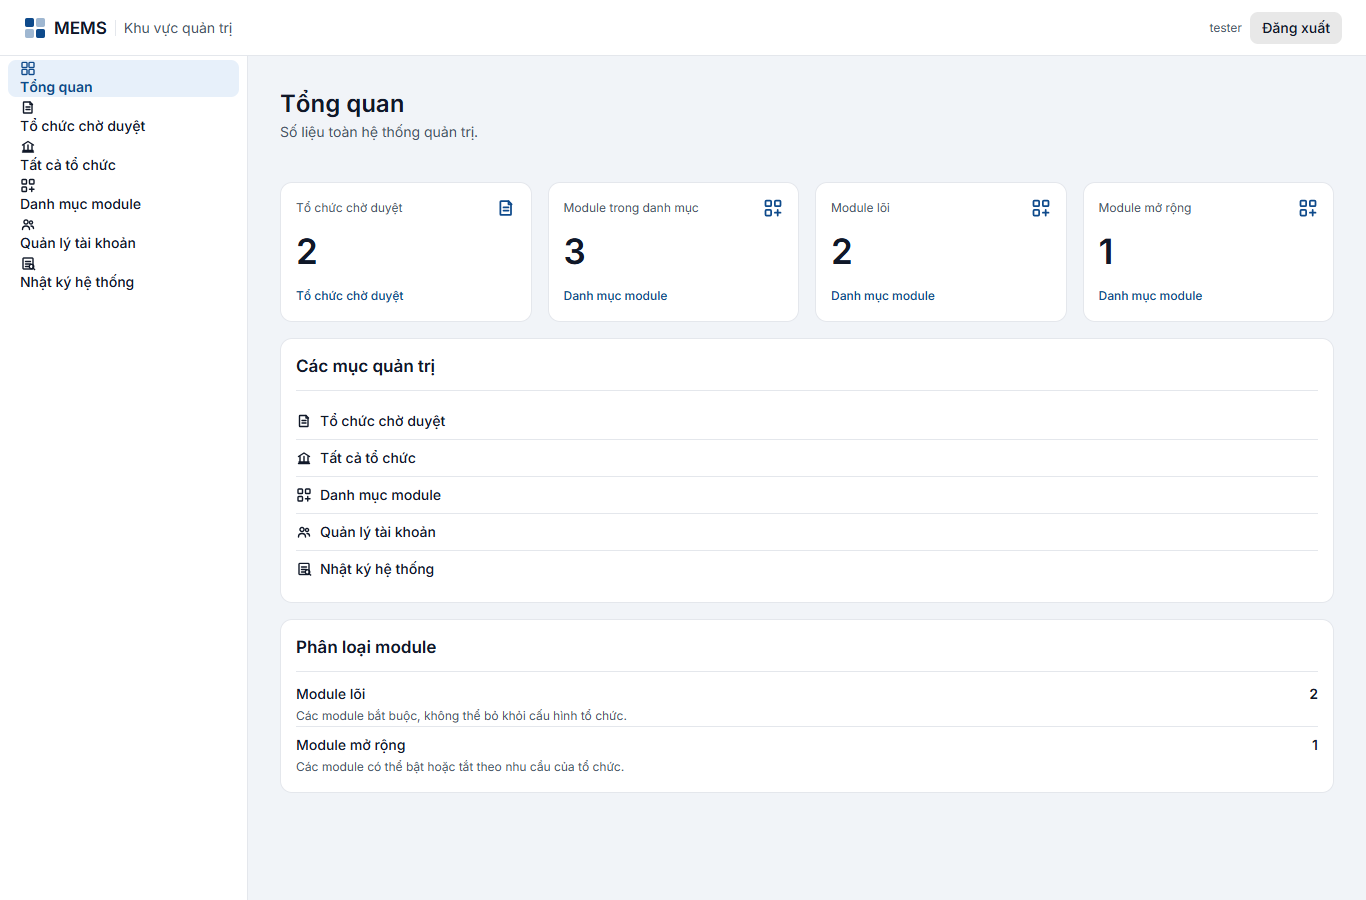 MEMS Khu vực quản trị
tester Đăng xuất
Tổng quan
Tổ chức chờ duyệt
Tất cả tổ chức
Danh mục module
Quản lý tài khoản
Nhật ký hệ thống
Tổng quan
Số liệu toàn hệ thống quản trị.
Tổ chức chờ duyệt
2
Tổ chức chờ duyệt
Module trong danh mục
3
Danh mục module
Module lõi
2
Danh mục module
Module mở rộng
1
Danh mục module
Các mục quản trị
Tổ chức chờ duyệt
Tất cả tổ chức
Danh mục module
Quản lý tài khoản
Nhật ký hệ thống
Phân loại module
Module lõi 2
Các module bắt buộc, không thể bỏ khỏi cấu hình tổ chức.
Module mở rộng 1
Các module có thể bật hoặc tắt theo nhu cầu của tổ chức.